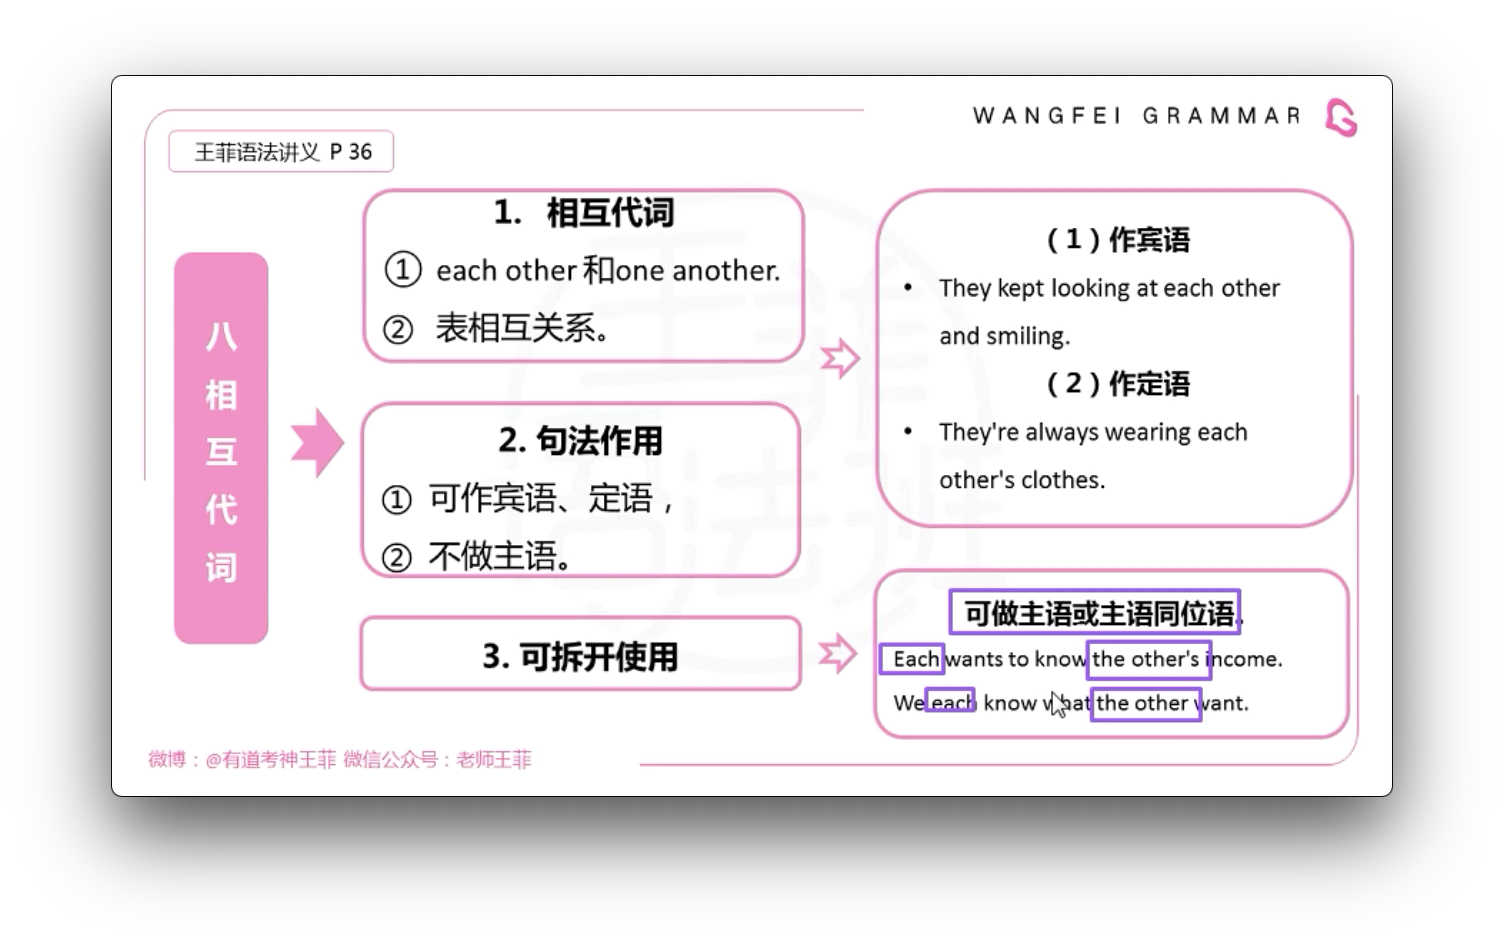 WANGFEI GRAMMAR
王菲语法讲义 P 36
八
相
互
代
词
1. 相互代词
① each other 和one another.
② 表相互关系。
2. 句法作用
① 可作宾语、定语，
② 不做主语。
3. 可拆开使用
（1）作宾语
• They kept looking at each other
and smiling.
（2）作定语
• They're always wearing each
other's clothes.
可做主语或主语同位语.
Each wants to know the other's income.
We each know what the other want.
微博：@有道考神王菲 微信公众号：老师王菲
王菲
语法班